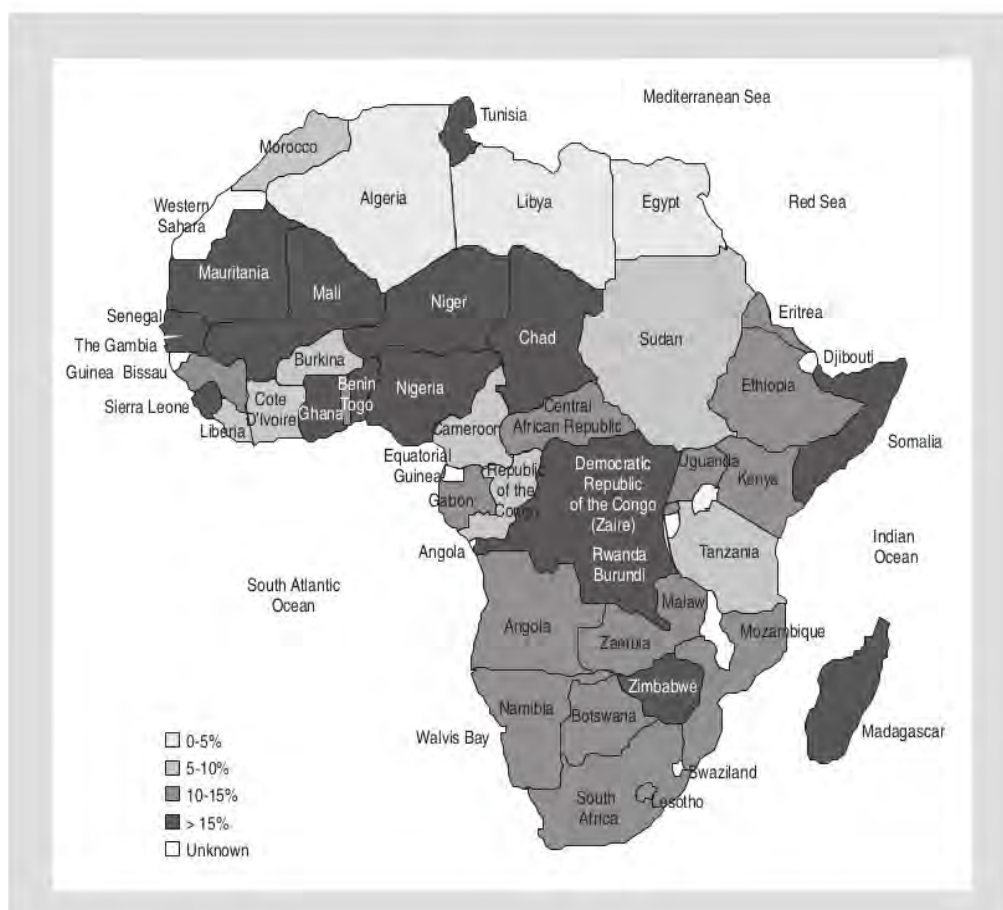 Mediterranean Sea
Tunisia
Morocco
Algeria
Libya
Egypt
Red Sea
Western
Sahara
Mauritania
Mali
Niger
Chad
Sudan
Eritrea
Senegal
The Gambia
Guinea Bissau
Burkina
Djibouti
Ethiopia
Sierra Leone
Liberia
Cote
D'Ivoire
Ghana
Benin
Togo
Nigeria
Cameroon
Central
African Republic
Somalia
Equatorial
Guinea
Gabon
Republic
of the
Congo
Democratic
Republic
of the Congo
(Zaire)
Rwanda
Burundi
Uganda
Kenya
Indian
Ocean
Angola
Tanzania
South Atlantic
Ocean
Angola
Malaw
Zaemia
Mozambique
Zimbabwe
Namibia
Botswana
Walvis Bay
Madagascar
Swaziland
Lesotho
South
Africa
0-5%
5-10%
10-15%
> 15%
Unknown